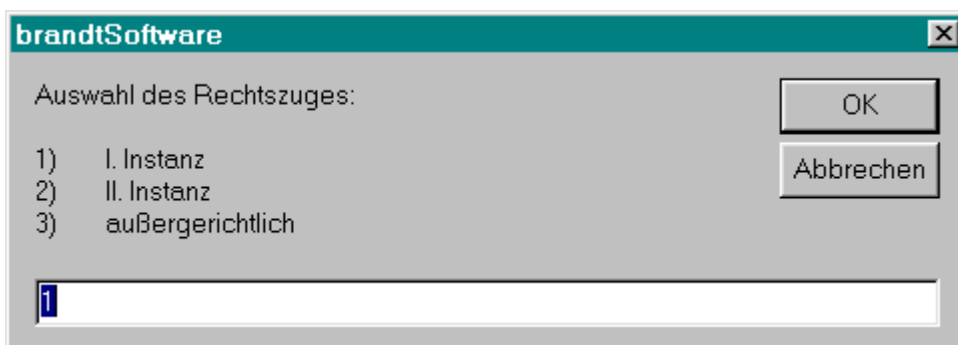 brandtSoftware
Auswahl des Rechtszuges:
OK
1) I. Instanz
Abbrechen
2) II. Instanz
3) außergerichtlich
1